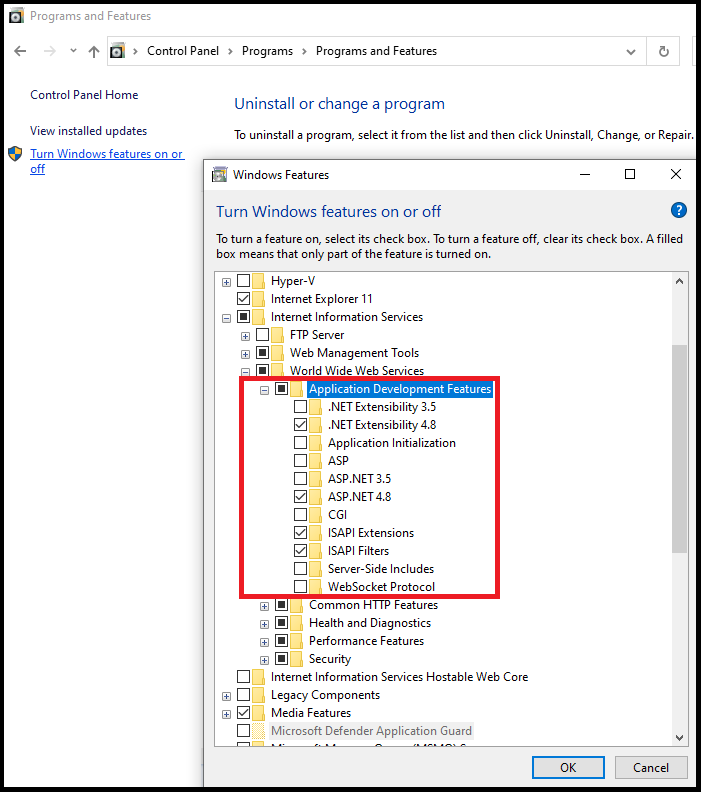 Programs and Features
Control Panel > Programs > Programs and Features
Control Panel Home
Uninstall or change a program
View installed updates
To uninstall a program, select it from the list and then click Uninstall, Change, or Repair.
Turn Windows features on or
off
Windows Features
Turn Windows features on or off
?
To turn a feature on, select its check box. To turn a feature off, clear its check box. A filled
box means that only part of the feature is turned on.
Hyper-V
Internet Explorer 11
Internet Information Services
FTP Server
Web Management Tools
World Wide Web Services
Application Development Features
.NET Extensibility 3.5
.NET Extensibility 4.8
Application Initialization
ASP
ASP.NET 3.5
ASP.NET 4.8
CGI
ISAPI Extensions
ISAPI Filters
Server-Side Includes
WebSocket Protocol
Common HTTP Features
Health and Diagnostics
Performance Features
Security
Internet Information Services Hostable Web Core
Legacy Components
Media Features
Microsoft Defender Application Guard
OK
Cancel